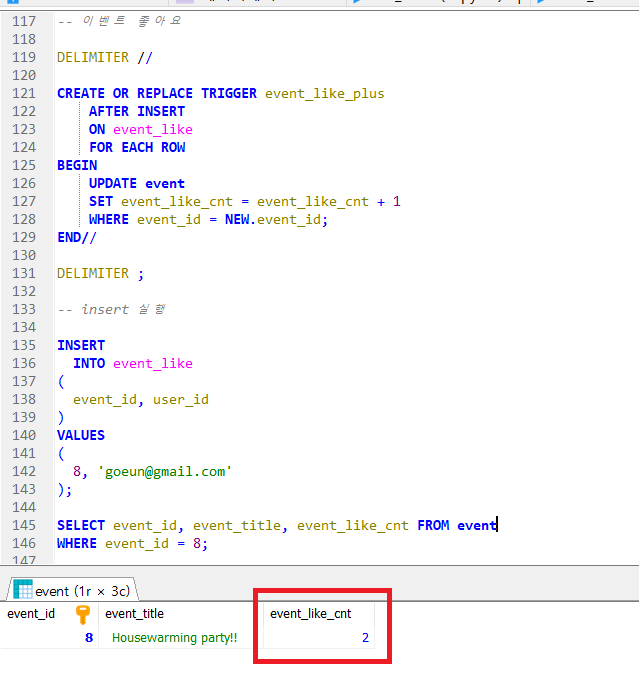 117 -- 이벤트 좋아요
118
119 DELIMITER //
120
121 CREATE OR REPLACE TRIGGER event_like_plus
122 AFTER INSERT
123 ON event_like
124 FOR EACH ROW
125 BEGIN
126 UPDATE event
127 SET event_like_cnt = event_like_cnt + 1
128 WHERE event_id = NEW.event_id;
129 END//
130
131 DELIMITER ;
132
133 -- insert 실행
134
135 INSERT
136 INTO event_like
137 (
138 event_id, user_id
139 )
140 VALUES
141 (
142 8, 'goeun@gmail.com'
143 );
144
145 SELECT event_id, event_title, event_like_cnt FROM event
146 WHERE event_id = 8;
147
event (1r × 3c)
event_id event_title event_like_cnt
8 Housewarming party!! 2